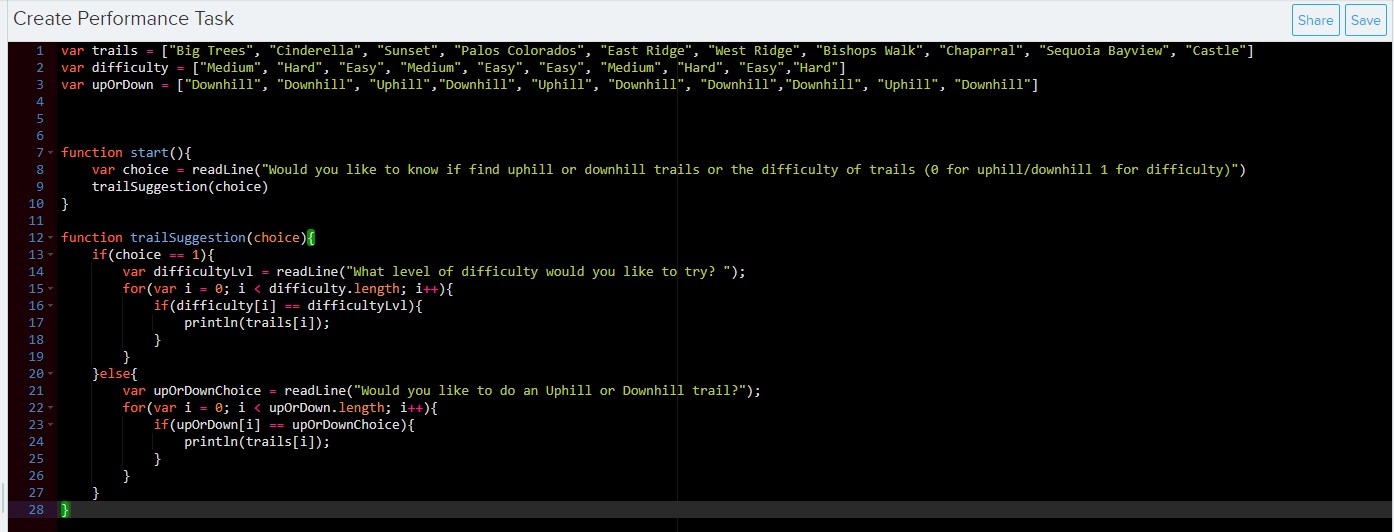 Create Performance Task
Share
Save
1 var trails = ["Big Trees", "Cinderella", "Sunset", "Palos Colorados", "East Ridge", "West Ridge", "Bishops Walk", "Chaparral", "Sequoia Bayview", "Castle"]
2 var difficulty = ["Medium", "Hard", "Easy", "Medium", "Easy", "Easy", "Medium", "Hard", "Easy","Hard"]
3 var upOrDown = ["Downhill", "Downhill", "Uphill","Downhill", "Uphill", "Downhill", "Downhill","Downhill", "Uphill", "Downhill"]
4
5
6
7 function start(){
8     var choice = readLine("Would you like to know if find uphill or downhill trails or the difficulty of trails (0 for uphill/downhill 1 for difficulty)")
9     trailSuggestion(choice)
10 }
11
12 function trailSuggestion(choice){
13     if(choice == 1){
14         var difficultyLvl = readLine("What level of difficulty would you like to try? ");
15         for(var i = 0; i < difficulty.length; i++){
16             if(difficulty[i] == difficultyLvl){
17                 println(trails[i]);
18             }
19         }
20     }else{
21         var upOrDownChoice = readLine("Would you like to do an Uphill or Downhill trail?");
22         for(var i = 0; i < upOrDown.length; i++){
23             if(upOrDown[i] == upOrDownChoice){
24                 println(trails[i]);
25             }
26         }
27     }
28 }